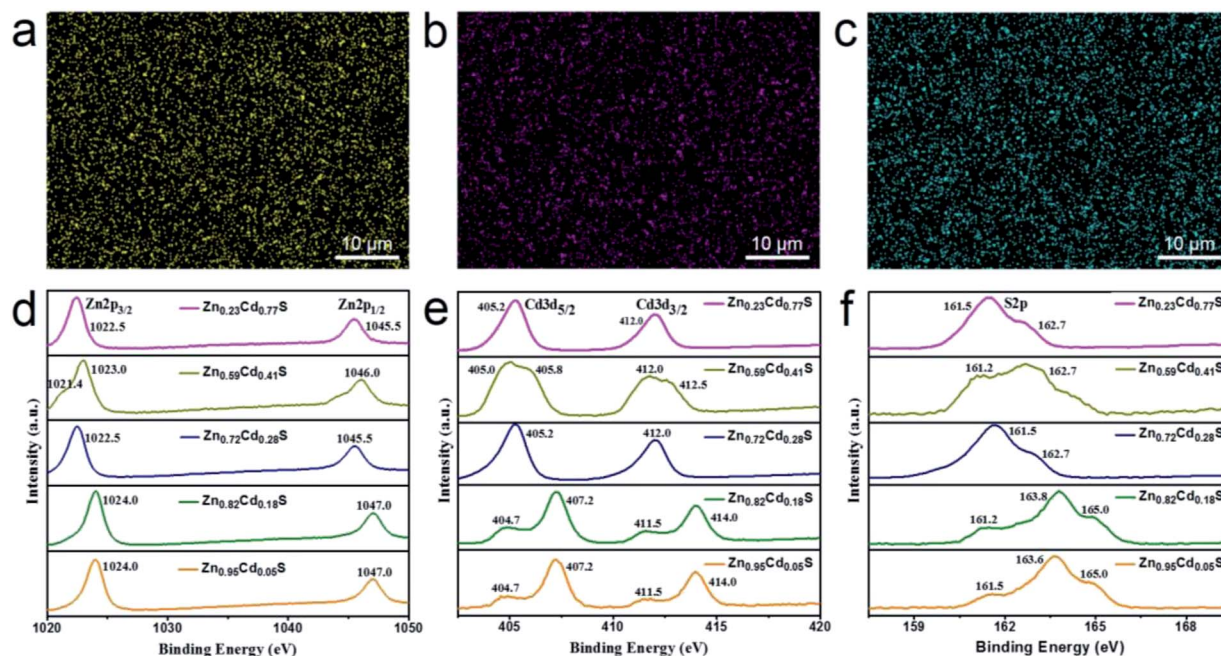 a
b
c
10 µm
10 µm
10 µm
d
Zn2p3/2
1022.5
Zn0.23Cd0.77S
Zn2p1/2
1045.5
1021.4
1023.0
Zn0.59Cd0.41S
1046.0
1022.5
Zn0.72Cd0.28S
1045.5
1024.0
Zn0.82Cd0.18S
1047.0
1024.0
Zn0.95Cd0.05S
1047.0
Intensity (a.u.)
1020 1030 1040 1050
Binding Energy (eV)
e
405.2
Cd3d5/2
Cd3d3/2
412.0
Zn0.23Cd0.77S
405.0
405.8
412.0
412.5
Zn0.59Cd0.41S
405.2
412.0
Zn0.72Cd0.28S
404.7
407.2
411.5
414.0
Zn0.82Cd0.18S
404.7
407.2
411.5
414.0
Zn0.95Cd0.05S
Intensity (a.u.)
405 410 415 420
Binding Energy (eV)
f
161.5
S2p
162.7
Zn0.23Cd0.77S
161.2
162.7
Zn0.59Cd0.41S
161.5
162.7
Zn0.72Cd0.28S
161.2
163.8
165.0
Zn0.82Cd0.18S
161.5
163.6
165.0
Zn0.95Cd0.05S
Intensity (a.u.)
159 162 165 168
Binding Energy (eV)